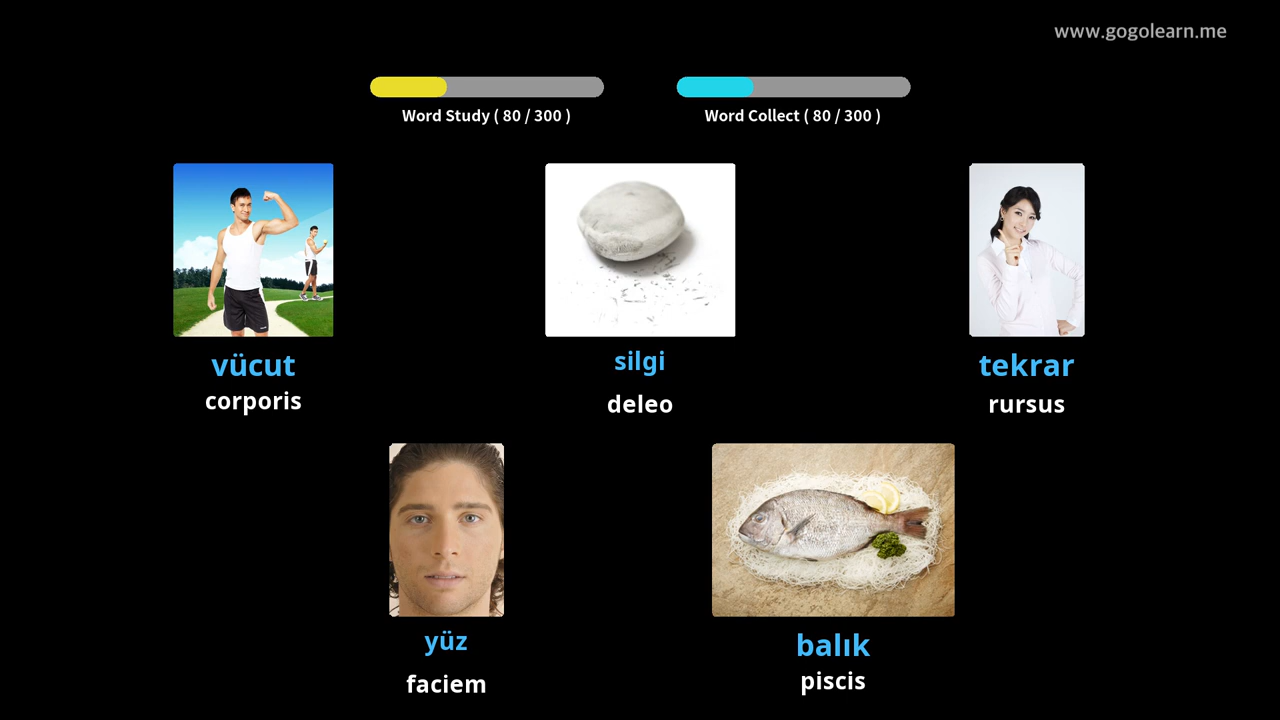 www.gogolearn.me
Word Study ( 80 / 300 )
Word Collect ( 80 / 300 )
vücut
corporis
silgi
deleo
tekrar
rursus
yüz
faciem
balık
piscis